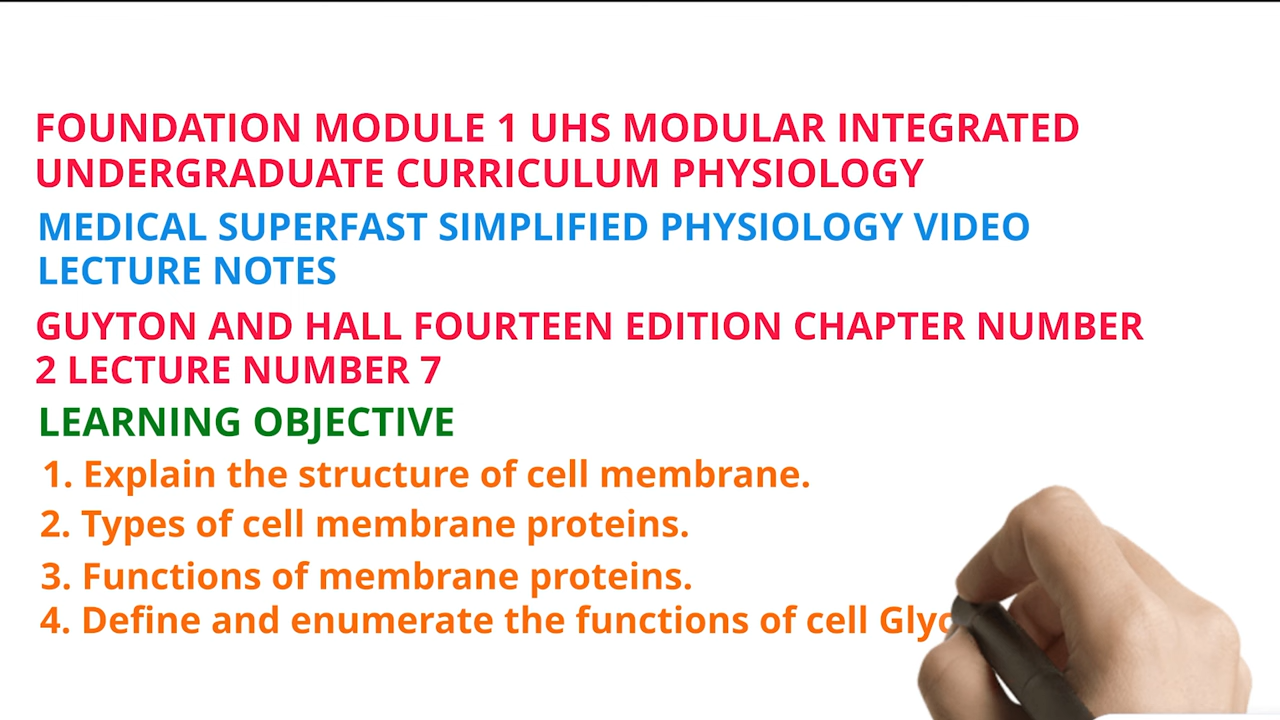 FOUNDATION MODULE 1 UHS MODULAR INTEGRATED
UNDERGRADUATE CURRICULUM PHYSIOLOGY
MEDICAL SUPERFAST SIMPLIFIED PHYSIOLOGY VIDEO
LECTURE NOTES
GUYTON AND HALL FOURTEEN EDITION CHAPTER NUMBER
2 LECTURE NUMBER 7
LEARNING OBJECTIVE
1. Explain the structure of cell membrane.
2. Types of cell membrane proteins.
3. Functions of membrane proteins.
4. Define and enumerate the functions of cell